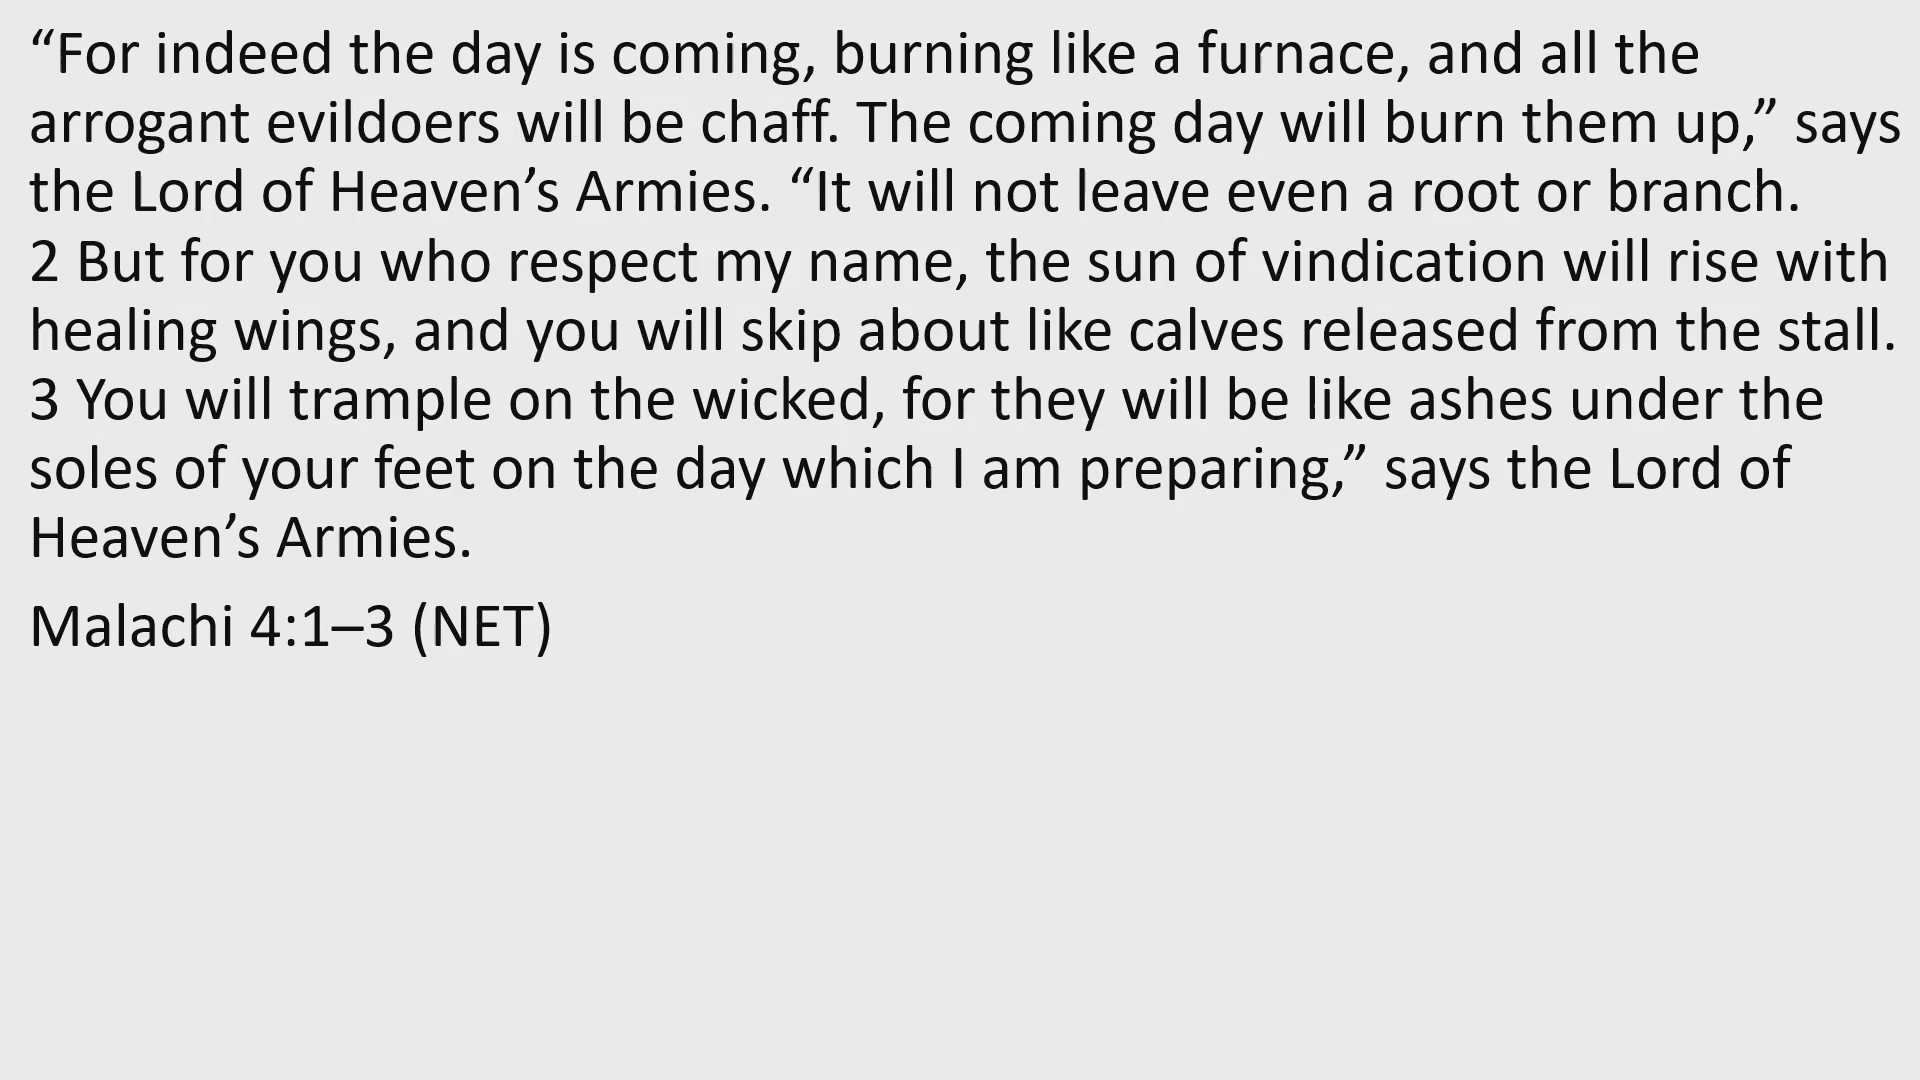 “For indeed the day is coming, burning like a furnace, and all the
arrogant evildoers will be chaff. The coming day will burn them up,” says
the Lord of Heaven’s Armies. “It will not leave even a root or branch.
2 But for you who respect my name, the sun of vindication will rise with
healing wings, and you will skip about like calves released from the stall.
3 You will trample on the wicked, for they will be like ashes under the
soles of your feet on the day which I am preparing,” says the Lord of
Heaven’s Armies.
Malachi 4:1–3 (NET)